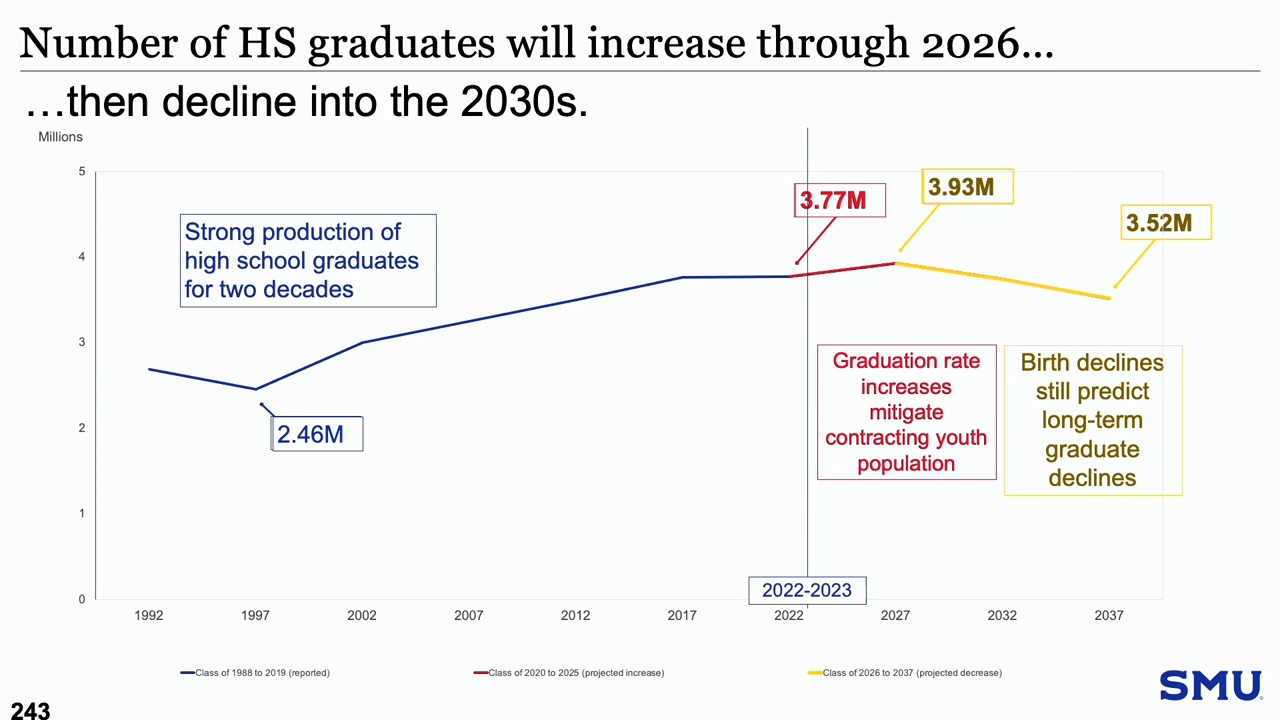 Number of HS graduates will increase through 2026...
...then decline into the 2030s.
Millions
5
4
3
2
1
0
Strong production of
high school graduates
for two decades
2.46M
3.77M
3.93M
3.52M
Graduation rate
increases
mitigate
contracting youth
population
Birth declines
still predict
long-term
graduate
declines
2022-2023
1992 1997 2002 2007 2012 2017 2022 2027 2032 2037
Class of 1988 to 2019 (reported) Class of 2020 to 2025 (projected increase) Class of 2026 to 2037 (projected decrease)
SMU®
243